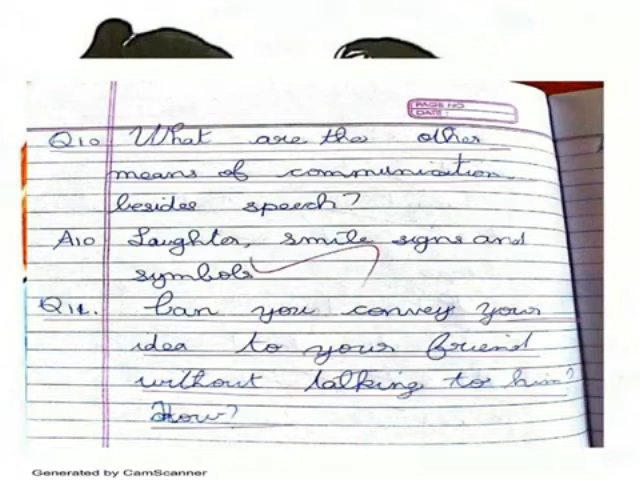 PAGE NO.
DATE:
Q10 What are the other
means of communication
besides speech?
A10 Laughter, smile signs and
symbols
Q11. Can you convey your
idea to your friend
without talking to him?
How?
Generated by CamScanner